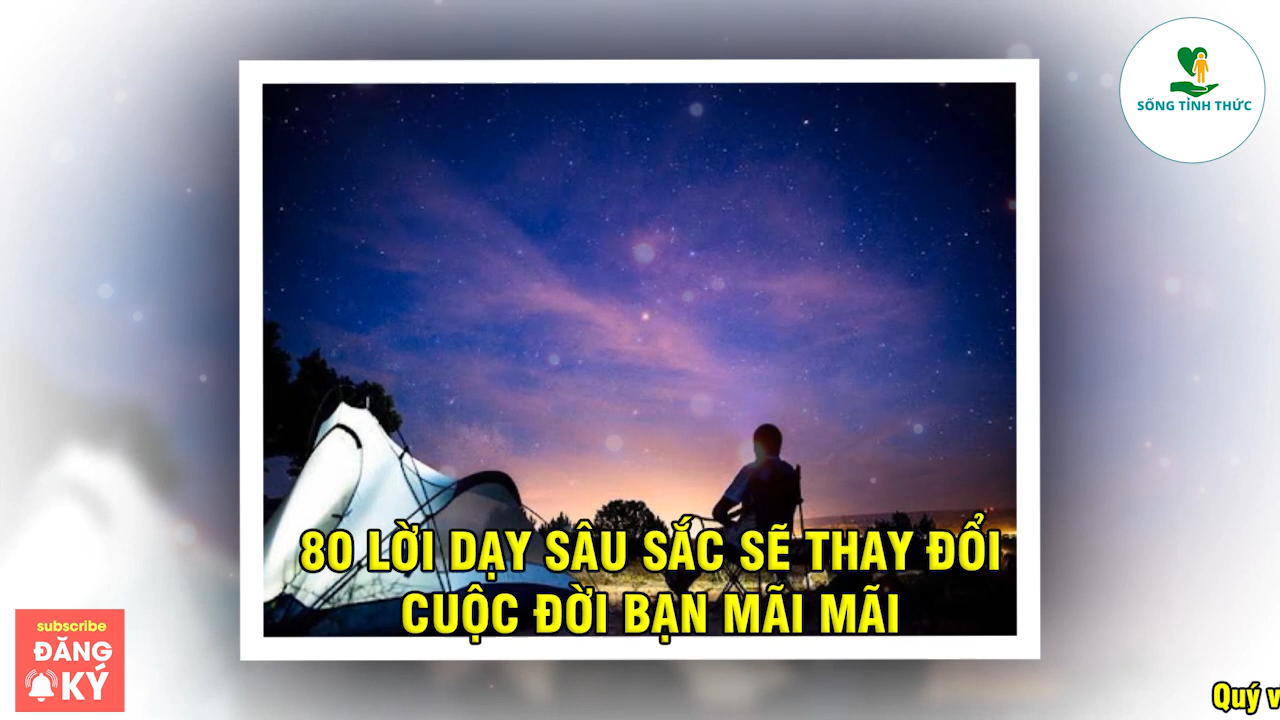 SỐNG TỈNH THỨC
80 LỜI DẠY SÂU SẮC SẼ THAY ĐỔI
CUỘC ĐỜI BẠN MÃI MÃI
subscribe
ĐĂNG
KÝ
Quý